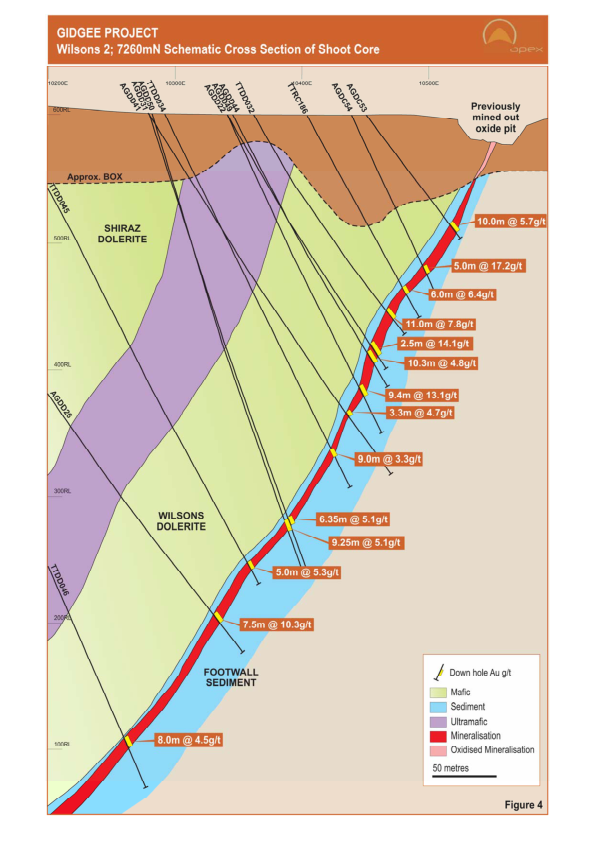 GIDGEE PROJECT
Wilsons 2; 7260mN Schematic Cross Section of Shoot Core
apex
10200E
10300E
10400E
10500E
AGDD041
AGDC50
TTDD034
TTDD032
TTRC186
AGDC54
AGDC53
600RL
Previously
mined out
oxide pit
Approx. BOX
TTDD045
SHIRAZ
DOLERITE
10.0m @ 5.7g/t
500RL
5.0m @ 17.2g/t
6.0m @ 6.4g/t
11.0m @ 7.8g/t
2.5m @ 14.1g/t
10.3m @ 4.8g/t
400RL
9.4m @ 13.1g/t
AGDD26
3.3m @ 4.7g/t
9.0m @ 3.3g/t
300RL
WILSONS
DOLERITE
6.35m @ 5.1g/t
9.25m @ 5.1g/t
TTDD046
5.0m @ 5.3g/t
200RL
7.5m @ 10.3g/t
FOOTWALL
SEDIMENT
8.0m @ 4.5g/t
100RL
Down hole Au g/t
Mafic
Sediment
Ultramafic
Mineralisation
Oxidised Mineralisation
50 metres
Figure 4